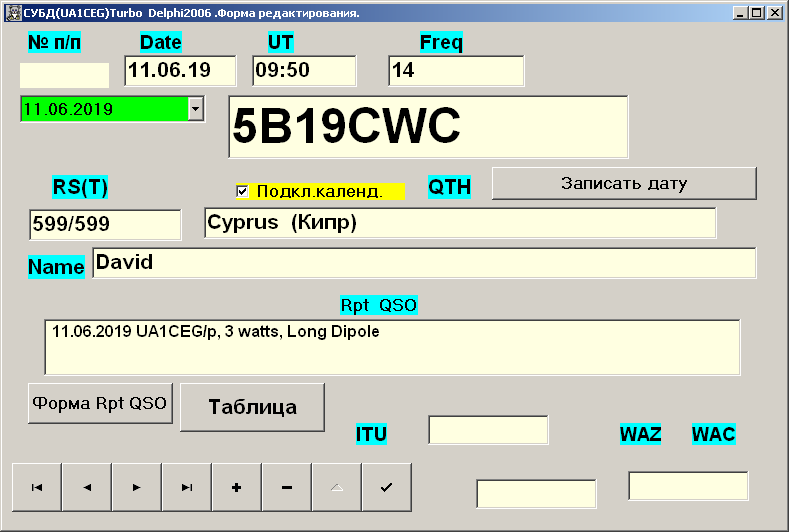 СУБД(UA1CEG)Turbo Delphi2006 .Форма редактирования.
№ п/п Date UT Freq
11.06.19 09:50 14
11.06.2019
5B19CWC
RS(T) Подкл.календ. QTH Записать дату
599/599 Cyprus (Кипр)
Name David
Rpt QSO
11.06.2019 UA1CEG/p, 3 watts, Long Dipole
Форма Rpt QSO Таблица
ITU WAZ WAC